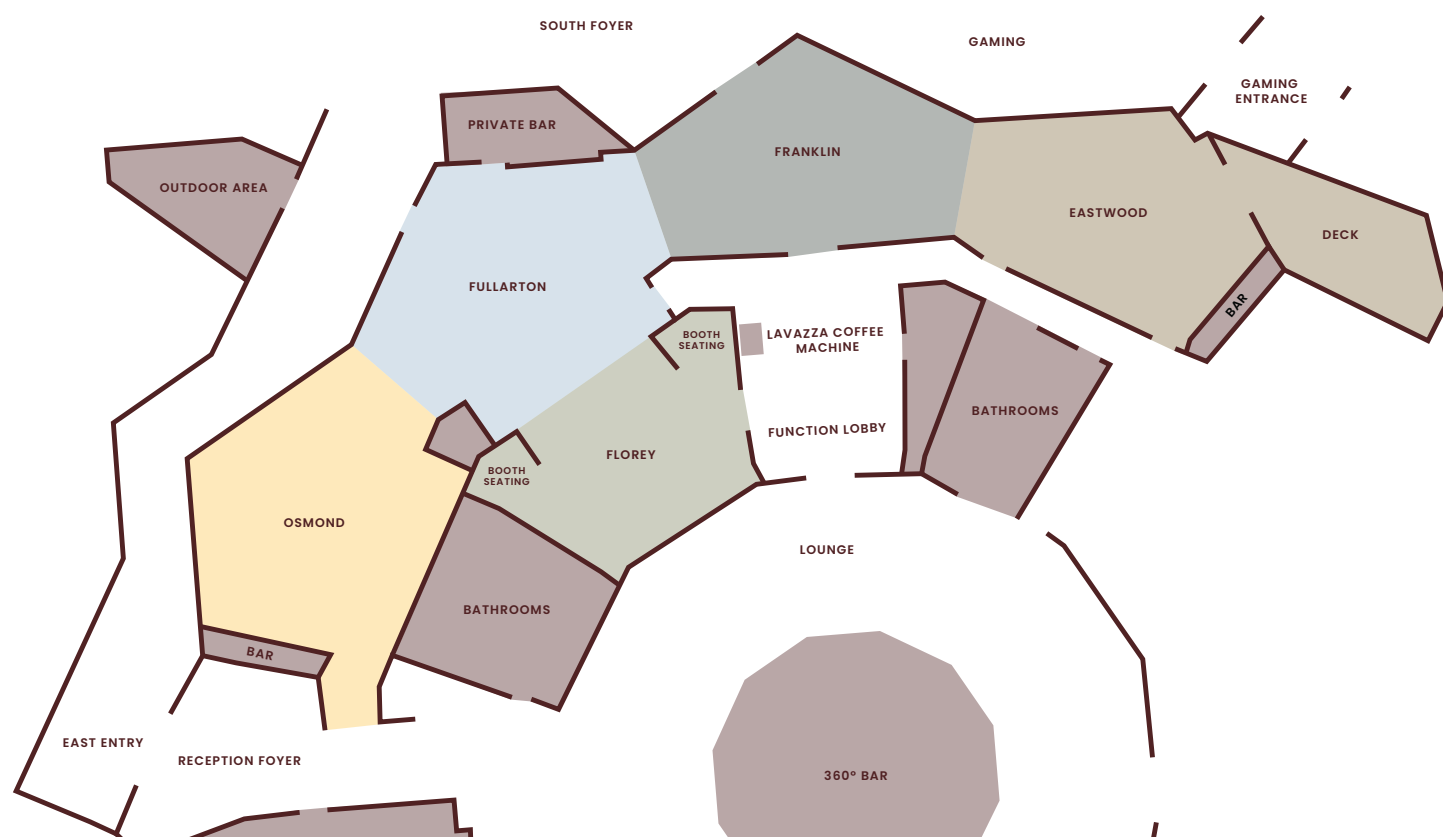 SOUTH FOYER
GAMING
GAMING
ENTRANCE
PRIVATE BAR
FRANKLIN
OUTDOOR AREA
EASTWOOD
DECK
FULLARTON
BAR
BOOTH
SEATING
LAVAZZA COFFEE
MACHINE
BATHROOMS
FUNCTION LOBBY
FLOREY
BOOTH
SEATING
OSMOND
LOUNGE
BATHROOMS
BAR
EAST ENTRY
RECEPTION FOYER
360° BAR